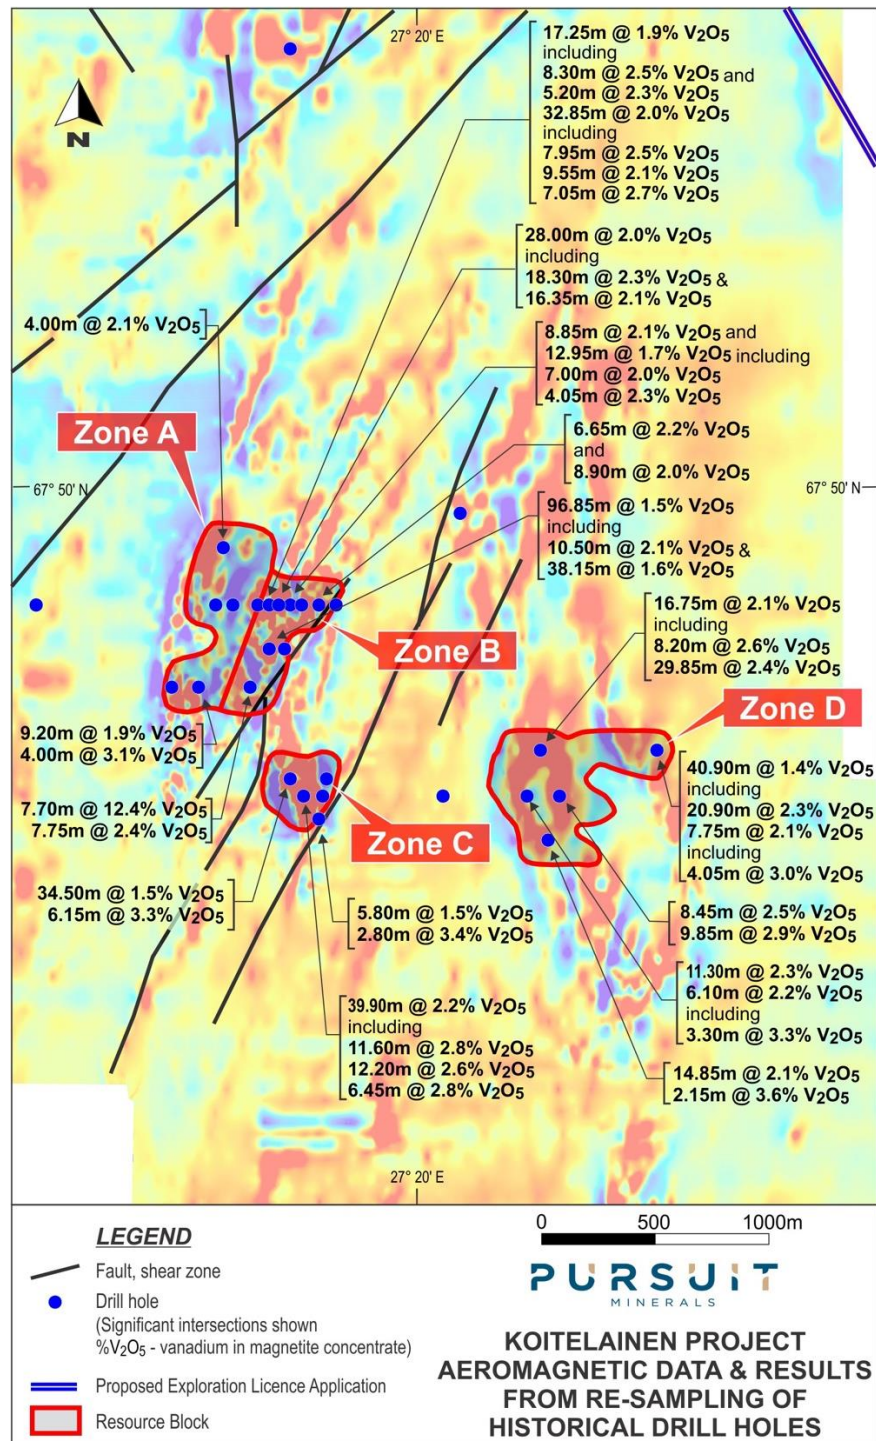 27° 20' E
17.25m @ 1.9% V₂O₅
including
8.30m @ 2.5% V₂O₅ and
5.20m @ 2.3% V₂O₅
32.85m @ 2.0% V₂O₅
including
7.95m @ 2.5% V₂O₅
9.55m @ 2.1% V₂O₅
7.05m @ 2.7% V₂O₅
N
28.00m @ 2.0% V₂O₅
including
18.30m @ 2.3% V₂O₅ &
16.35m @ 2.1% V₂O₅
4.00m @ 2.1% V₂O₅
8.85m @ 2.1% V₂O₅ and
12.95m @ 1.7% V₂O₅ including
7.00m @ 2.0% V₂O₅
4.05m @ 2.3% V₂O₅
Zone A
6.65m @ 2.2% V₂O₅
and
8.90m @ 2.0% V₂O₅
67° 50' N
67° 50' N
96.85m @ 1.5% V₂O₅
including
10.50m @ 2.1% V₂O₅ &
38.15m @ 1.6% V₂O₅
16.75m @ 2.1% V₂O₅
including
8.20m @ 2.6% V₂O₅
29.85m @ 2.4% V₂O₅
Zone B
Zone D
9.20m @ 1.9% V₂O₅
4.00m @ 3.1% V₂O₅
40.90m @ 1.4% V₂O₅
including
20.90m @ 2.3% V₂O₅
7.75m @ 2.1% V₂O₅
including
4.05m @ 3.0% V₂O₅
7.70m @ 12.4% V₂O₅
7.75m @ 2.4% V₂O₅
Zone C
34.50m @ 1.5% V₂O₅
6.15m @ 3.3% V₂O₅
5.80m @ 1.5% V₂O₅
2.80m @ 3.4% V₂O₅
8.45m @ 2.5% V₂O₅
9.85m @ 2.9% V₂O₅
11.30m @ 2.3% V₂O₅
6.10m @ 2.2% V₂O₅
including
3.30m @ 3.3% V₂O₅
39.90m @ 2.2% V₂O₅
including
11.60m @ 2.8% V₂O₅
12.20m @ 2.6% V₂O₅
6.45m @ 2.8% V₂O₅
14.85m @ 2.1% V₂O₅
2.15m @ 3.6% V₂O₅
27° 20' E
LEGEND
Fault, shear zone
Drill hole
(Significant intersections shown
%V₂O₅ - vanadium in magnetite concentrate)
Proposed Exploration Licence Application
Resource Block
0 500 1000m
PURSUIT
MINERALS
KOITELAINEN PROJECT
AEROMAGNETIC DATA & RESULTS
FROM RE-SAMPLING OF
HISTORICAL DRILL HOLES